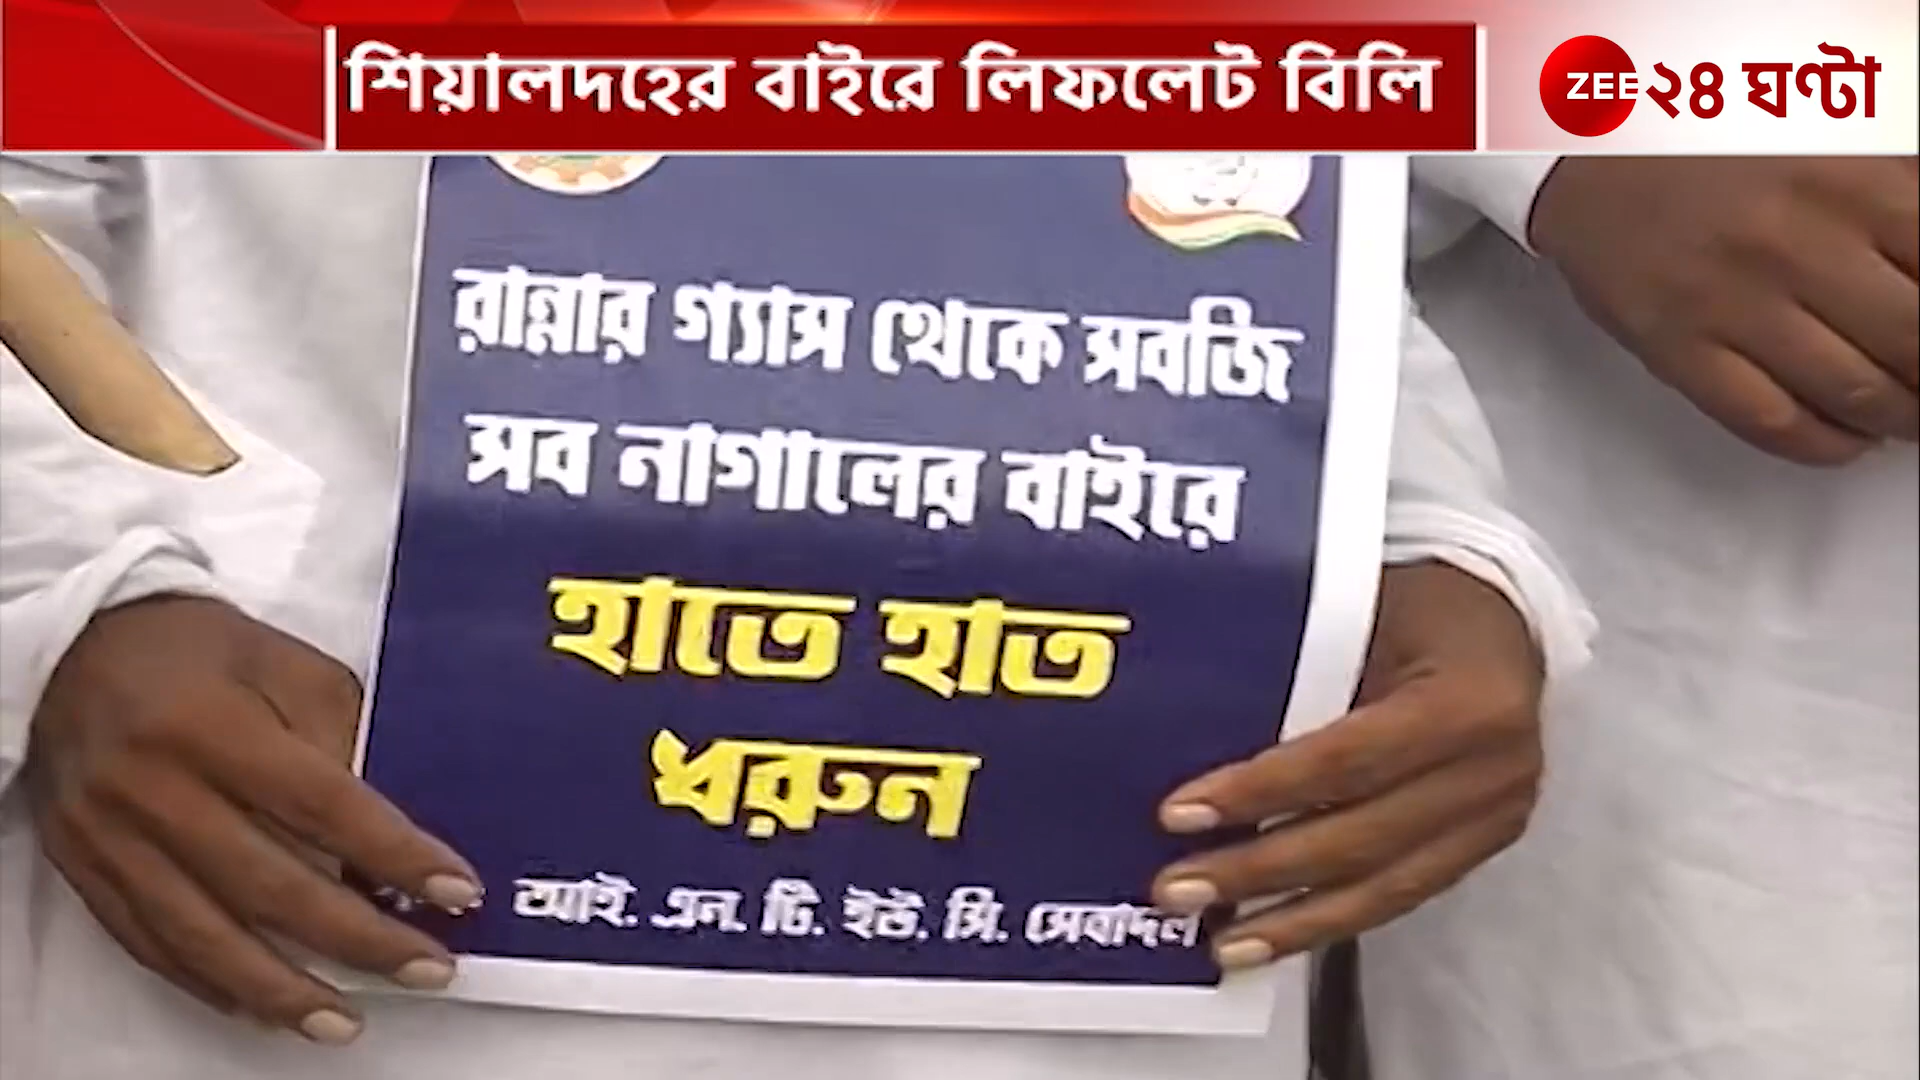 শিয়ালদহের বাইরে লিফলেট বিলি
ZEE ২৪ ঘণ্টা
রান্নার গ্যাস থেকে সবজি
সব নাগালের বাইরে
হাতে হাত
ধরুন
আই. এন. টি. ইউ. সি. সেবাদল